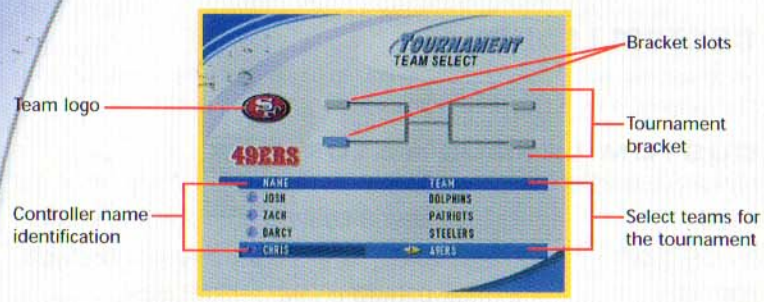 TOURNAMENT
TEAM SELECT
Bracket slots
Team logo
SF
49ERS
Tournament
bracket
NAME TEAM
JOSH DOLPHINS
ZACH PATRIOTS
DARCY STEELERS
CHRIS 49ERS
Controller name
identification
Select teams for
the tournament